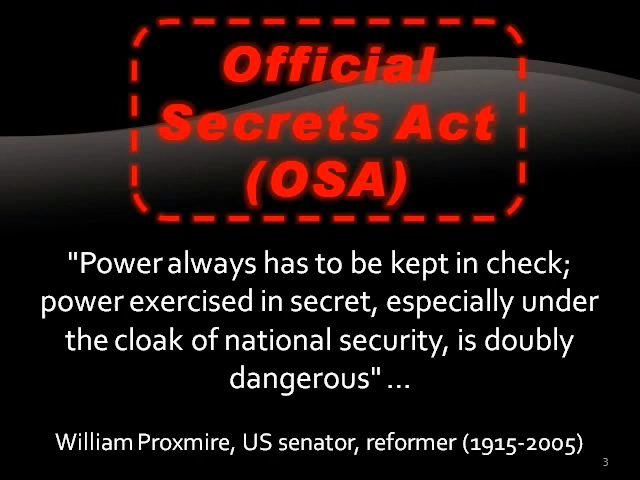 Official
Secrets Act
(OSA)
"Power always has to be kept in check;
power exercised in secret, especially under
the cloak of national security, is doubly
dangerous" ...
William Proxmire, US senator, reformer (1915-2005)
3